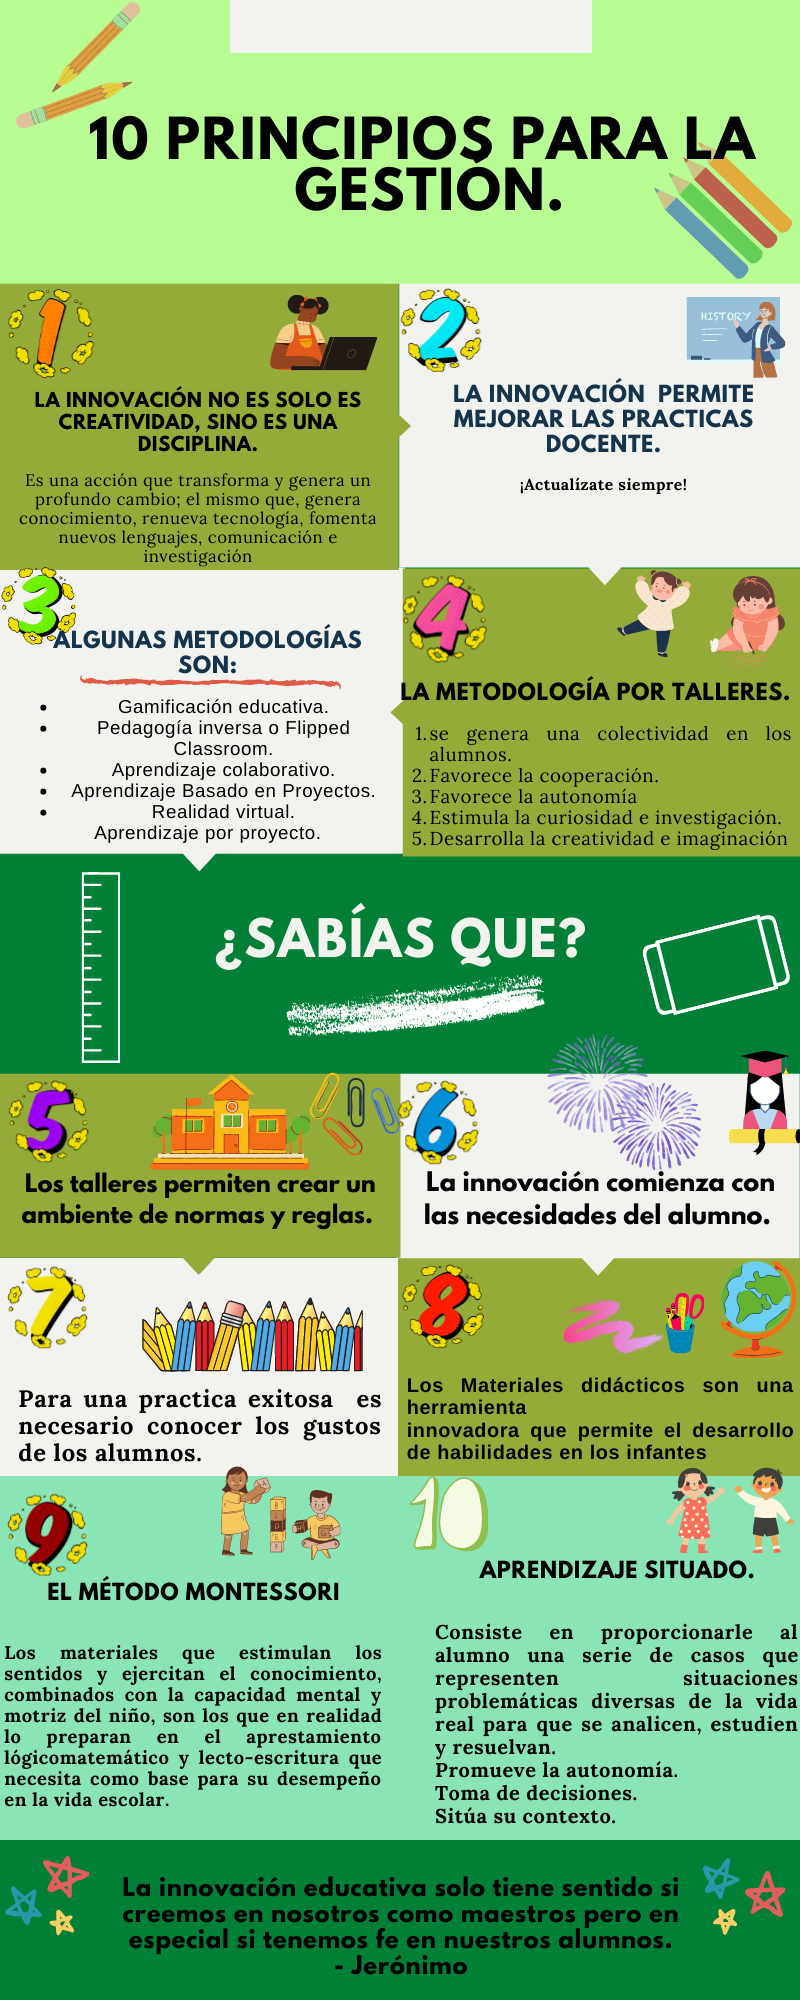 10 PRINCIPIOS PARA LA
GESTIÓN.
1
LA INNOVACIÓN NO ES SOLO ES
CREATIVIDAD, SINO ES UNA
DISCIPLINA.
Es una acción que transforma y genera un
profundo cambio; el mismo que, genera
conocimiento, renueva tecnología, fomenta
nuevos lenguajes, comunicación e
investigación
2
HISTORY
LA INNOVACIÓN PERMITE
MEJORAR LAS PRACTICAS
DOCENTE.
¡Actualízate siempre!
3
ALGUNAS METODOLOGÍAS
SON:
• Gamificación educativa.
• Pedagogía inversa o Flipped
Classroom.
• Aprendizaje colaborativo.
• Aprendizaje Basado en Proyectos.
• Realidad virtual.
Aprendizaje por proyecto.
4
LA METODOLOGÍA POR TALLERES.
1. se genera una colectividad en los
alumnos.
2. Favorece la cooperación.
3. Favorece la autonomía
4. Estimula la curiosidad e investigación.
5. Desarrolla la creatividad e imaginación
¿SABÍAS QUE?
5
Los talleres permiten crear un
ambiente de normas y reglas.
6
La innovación comienza con
las necesidades del alumno.
7
Para una practica exitosa es
necesario conocer los gustos
de los alumnos.
8
Los Materiales didácticos son una
herramienta
innovadora que permite el desarrollo
de habilidades en los infantes
9
EL MÉTODO MONTESSORI
Los materiales que estimulan los
sentidos y ejercitan el conocimiento,
combinados con la capacidad mental y
motriz del niño, son los que en realidad
lo preparan en el aprestamiento
lógicomatemático y lecto-escritura que
necesita como base para su desempeño
en la vida escolar.
10
APRENDIZAJE SITUADO.
Consiste en proporcionarle al
alumno una serie de casos que
representen situaciones
problemáticas diversas de la vida
real para que se analicen, estudien
y resuelvan.
Promueve la autonomía.
Toma de decisiones.
Sitúa su contexto.
La innovación educativa solo tiene sentido si
creemos en nosotros como maestros pero en
especial si tenemos fe en nuestros alumnos.
- Jerónimo